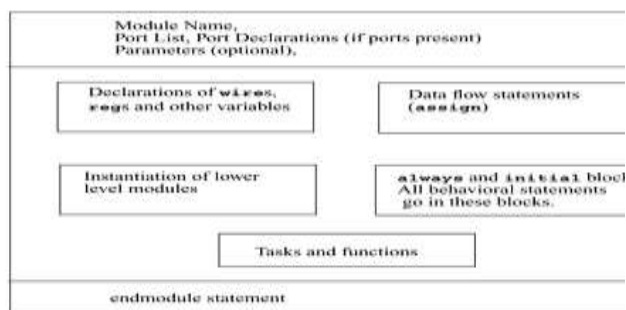 Module Name,
Port List, Port Declarations (if ports present)
Parameters (optional),
Declarations of wires,
regs and other variables
Data flow statements
(assign)
Instantiation of lower
level modules
always and initial bloc
All behavioral statements
go in these blocks.
Tasks and functions
endmodule statement